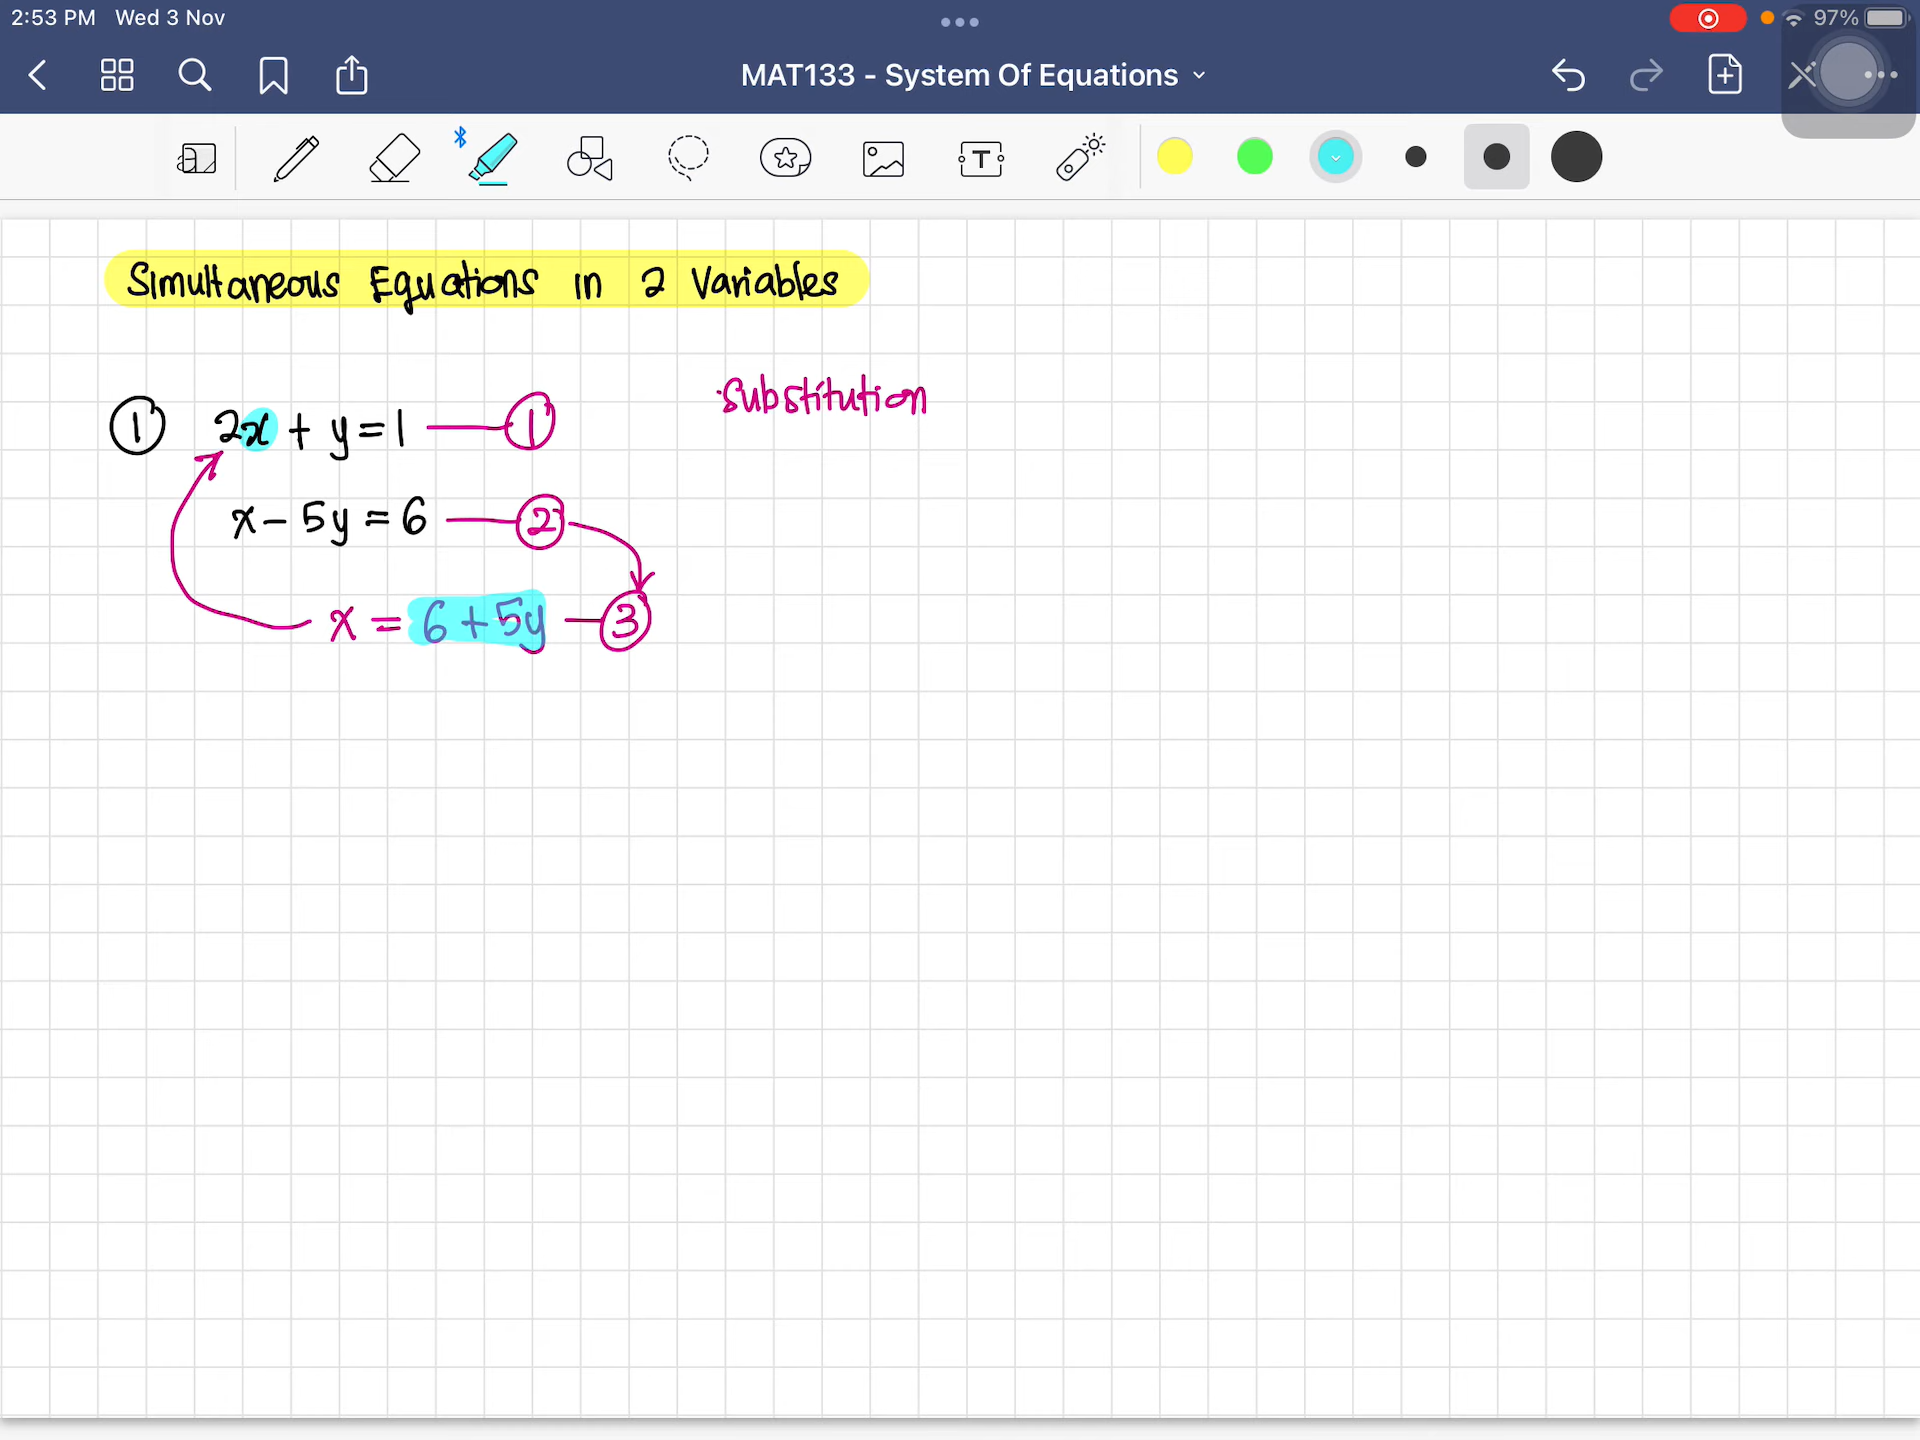 2:53 PM Wed 3 Nov
97%
MAT133 - System Of Equations
T
Simultaneous Equations in 2 Variables
Substitution
① 2x + y = 1 — ①
x - 5y = 6 — ②
x = 6 + 5y — ③